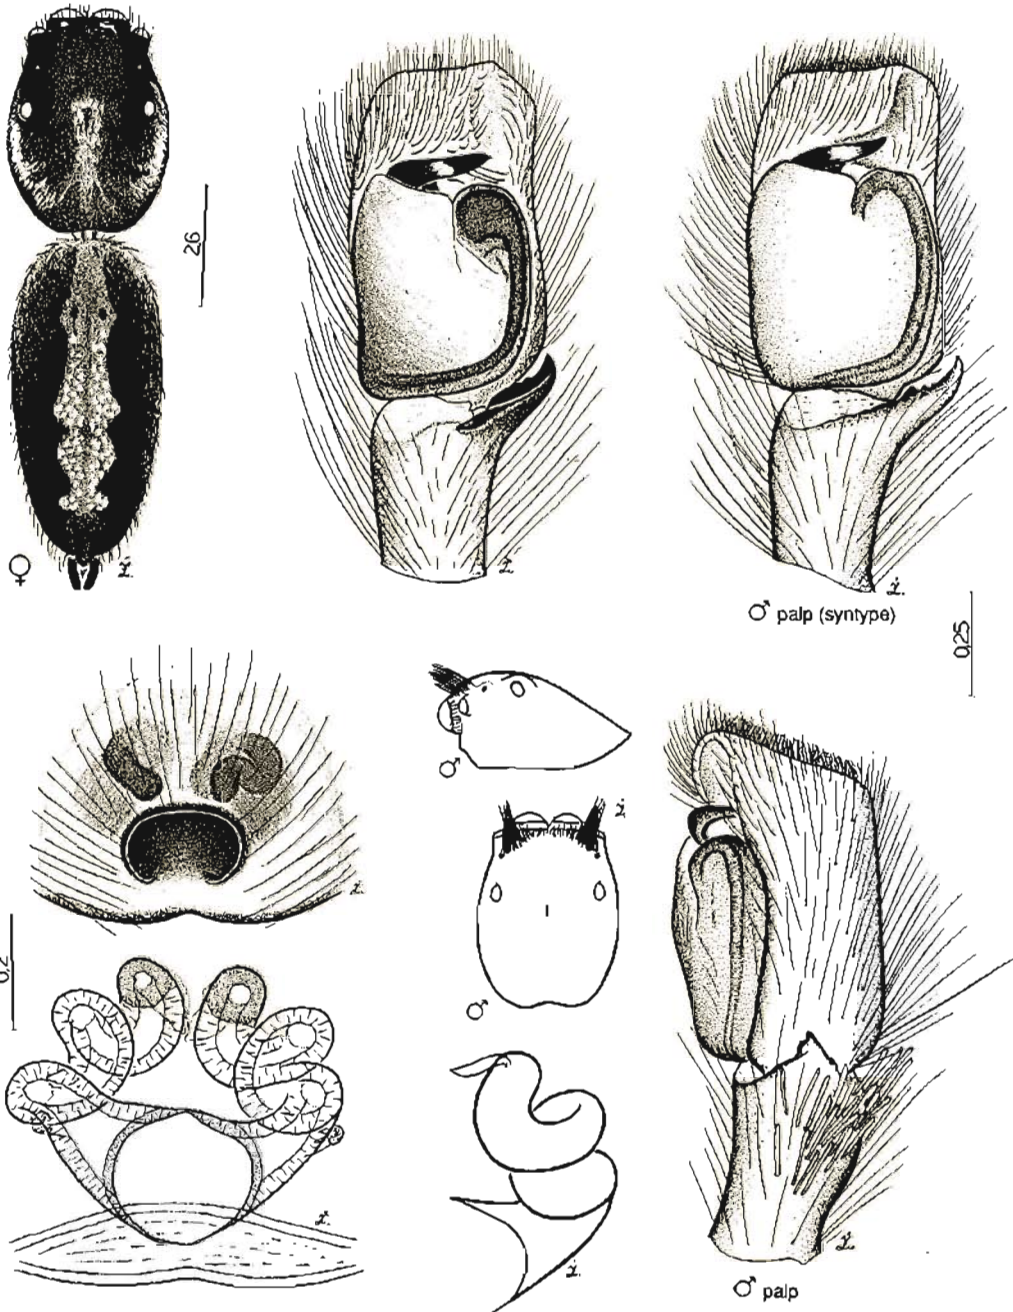 26
♀
ż.
ż.
ż.
♂ palp (syntype)
0,25
♂
ż.
ż.
♂
0,2
ż.
ż.
ż.
♂ palp